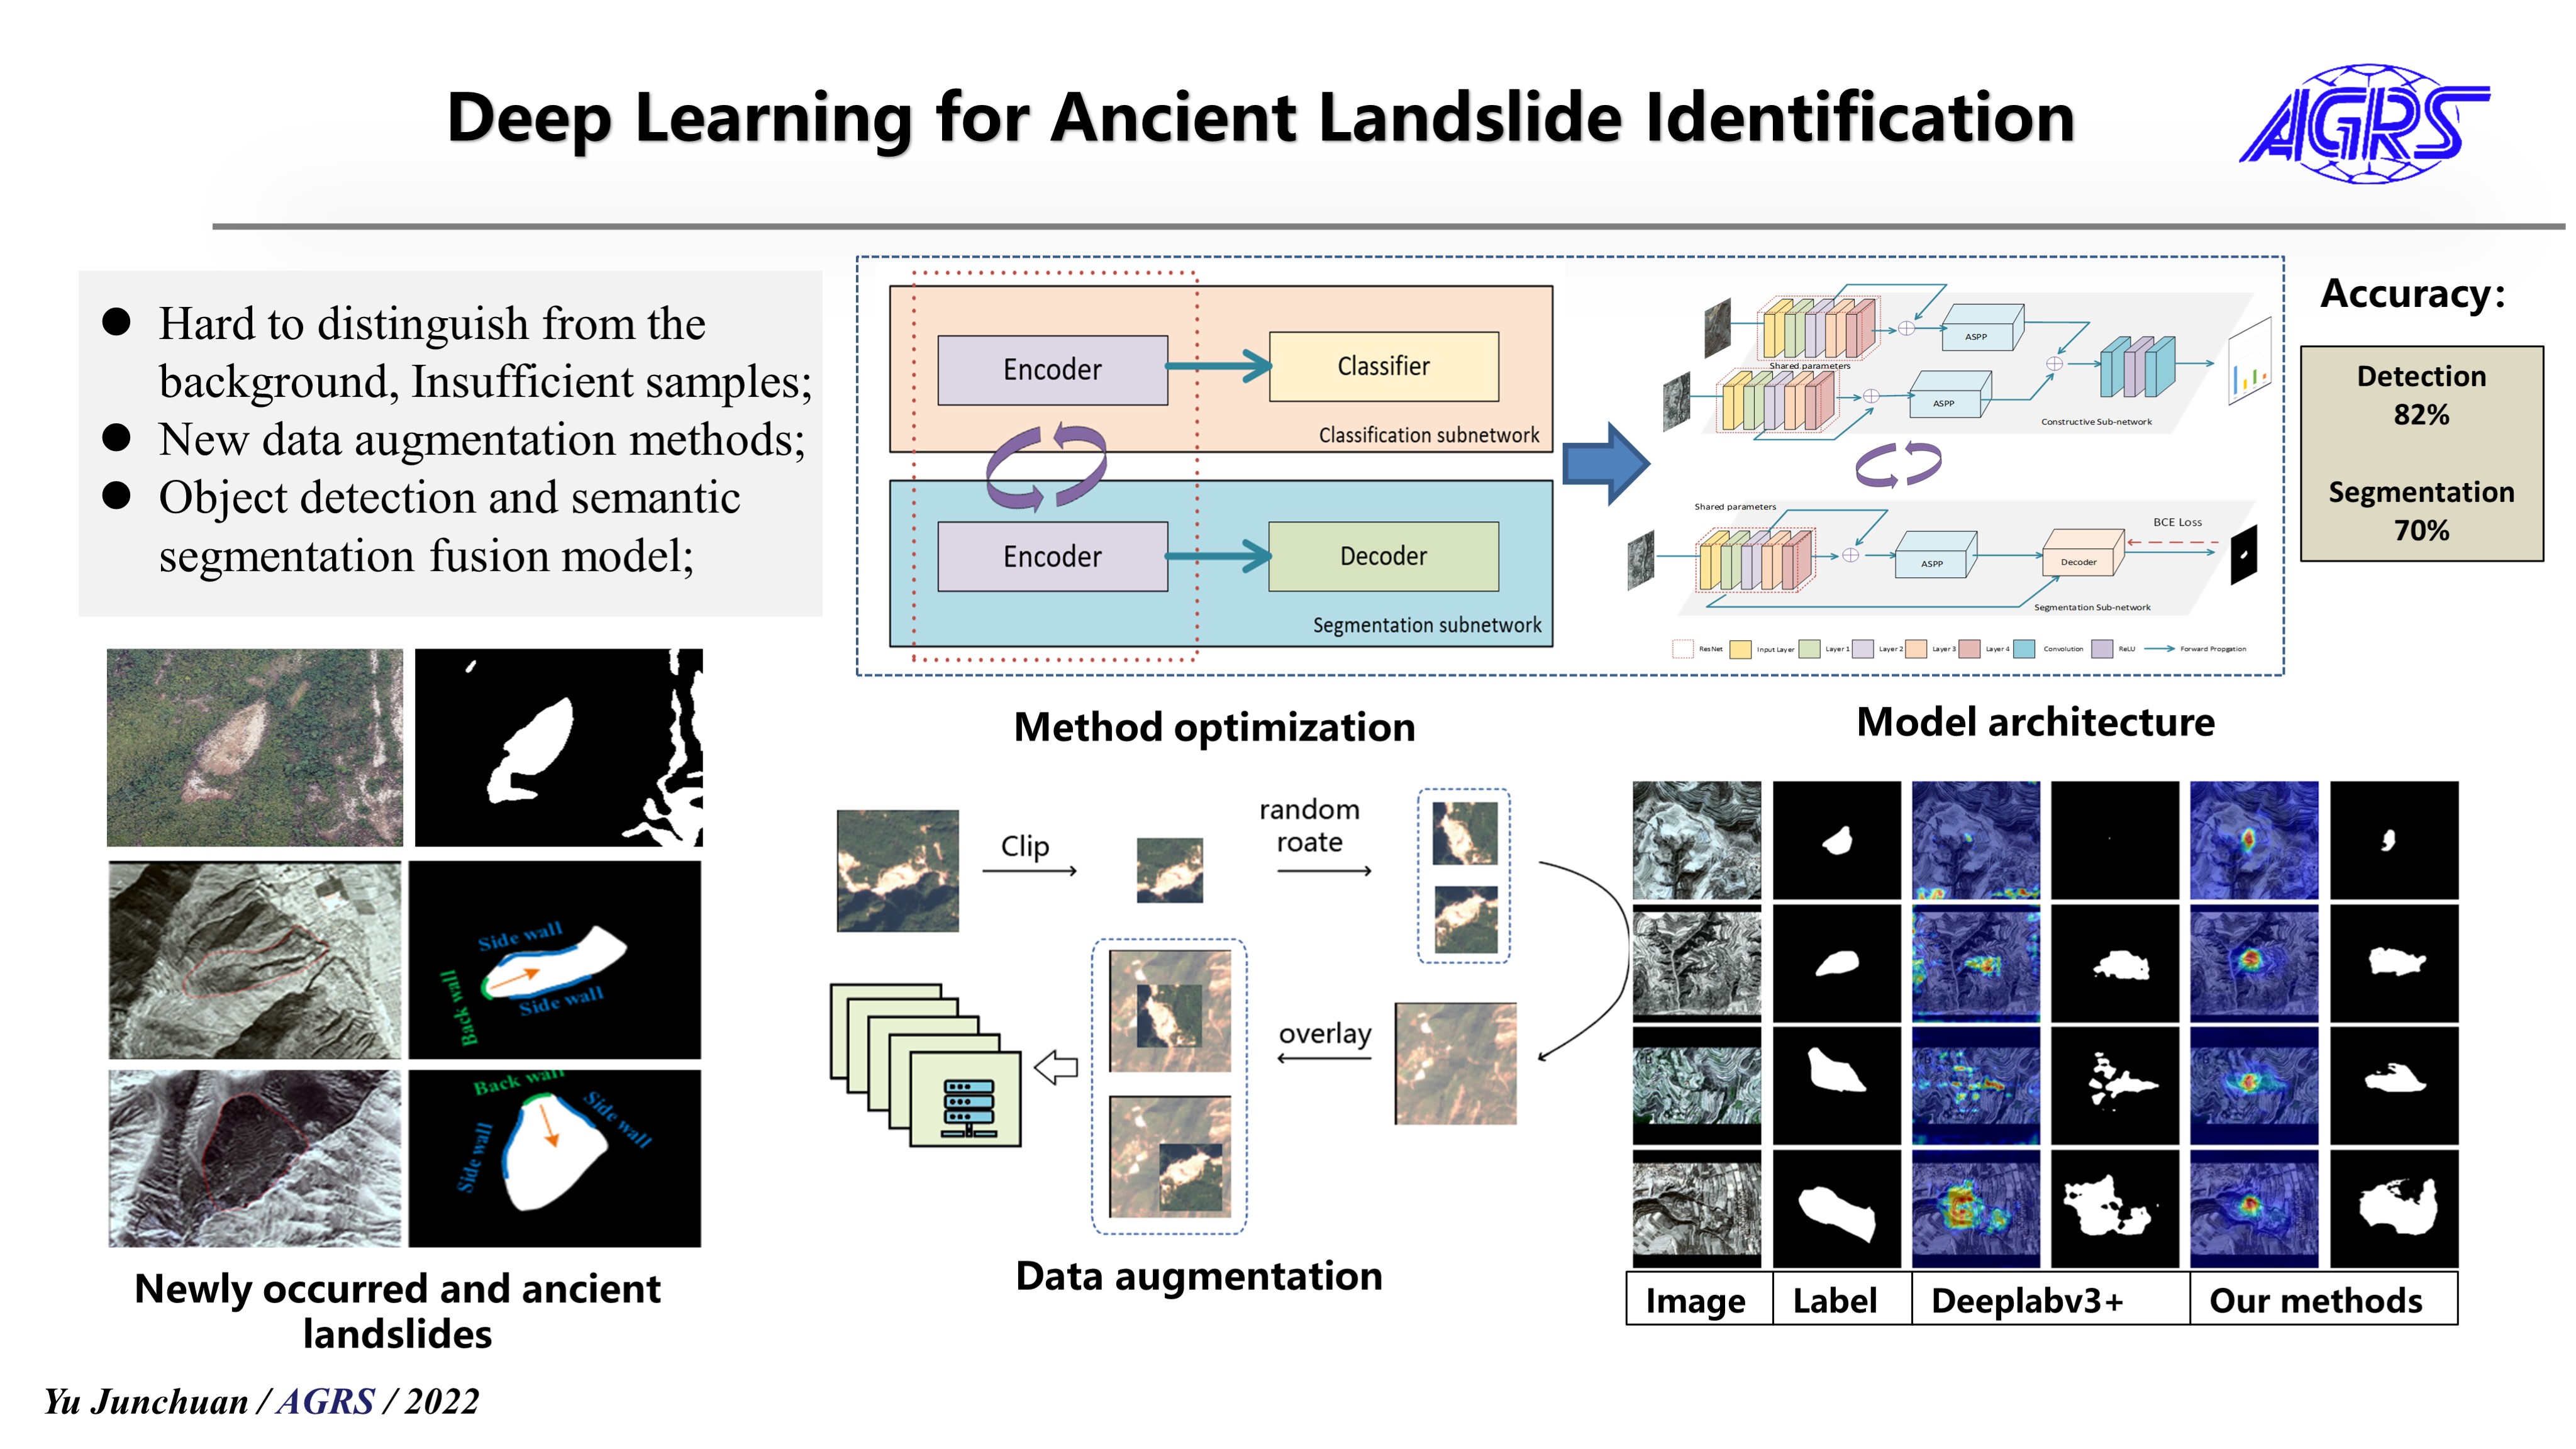 Deep Learning for Ancient Landslide Identification
AGRS
● Hard to distinguish from the
background, Insufficient samples;
● New data augmentation methods;
● Object detection and semantic
segmentation fusion model;
Encoder
Classifier
Classification subnetwork
Encoder
Decoder
Segmentation subnetwork
Shared parameters
ASPP
ASPP
Constructive Sub-network
Shared parameters
BCE Loss
ASPP
Decoder
Segmentation Sub-network
ResNet Input Layer Layer 1 Layer 2 Layer 3 Layer 4 Convolution ReLU Forward Propgation
Accuracy:
Detection
82%
Segmentation
70%
Method optimization
Model architecture
Side wall
Back wall
Side wall
Back wall
Side wall
Side wall
Newly occurred and ancient
landslides
Clip
random
roate
overlay
Data augmentation
Image Label Deeplabv3+ Our methods
Yu Junchuan / AGRS / 2022